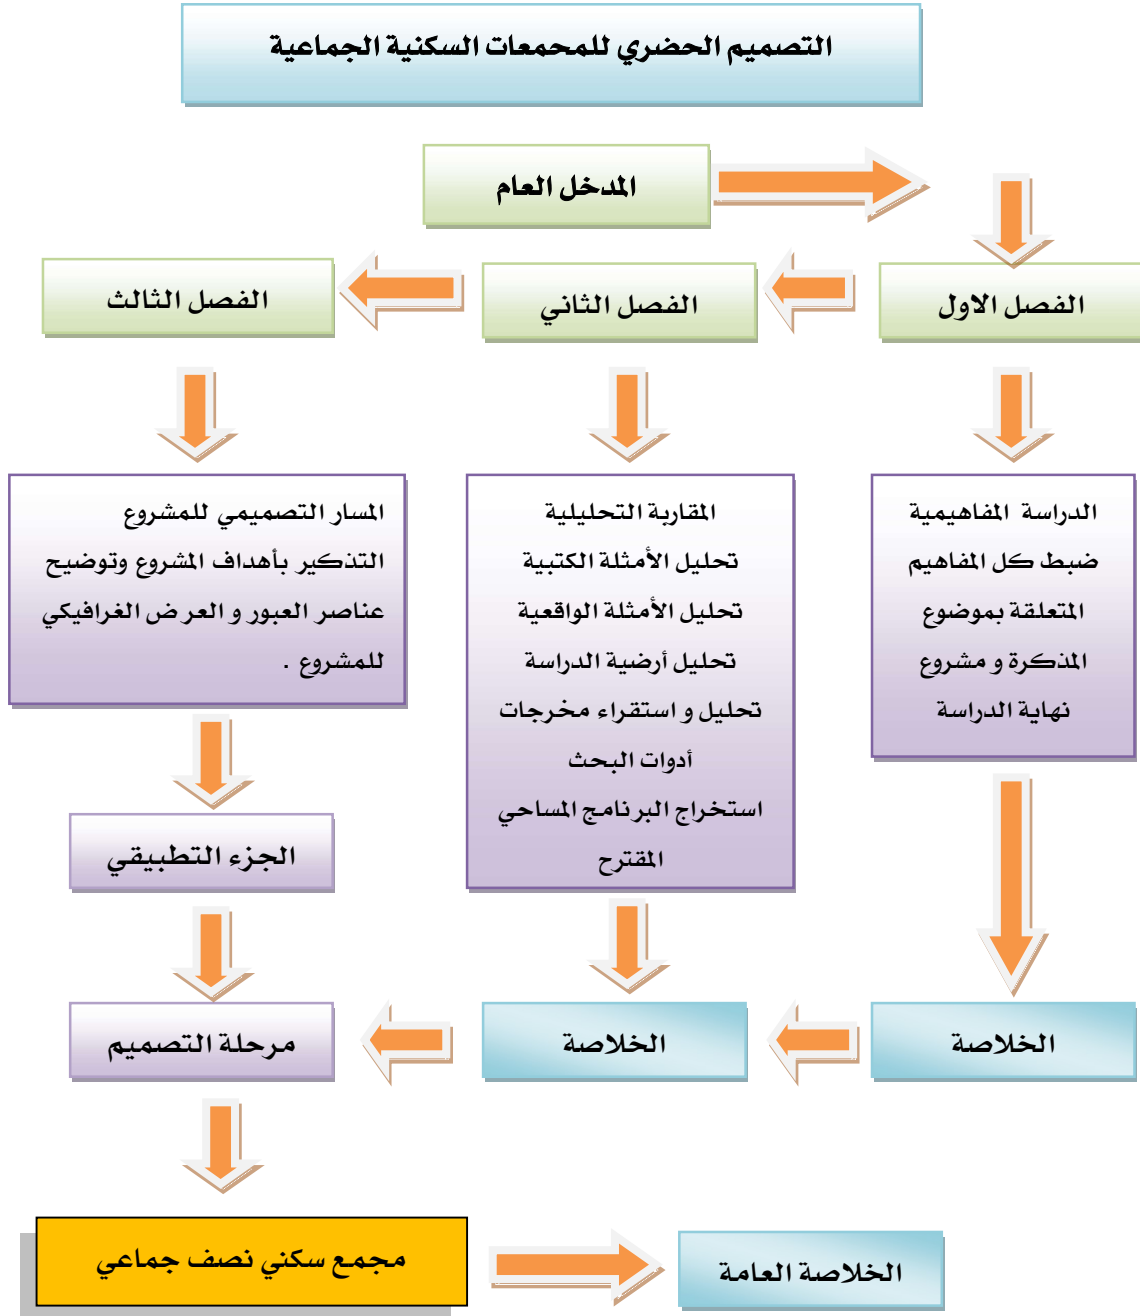 التصميم الحضري للمحمعات السكنية الجماعية
المدخل العام
الفصل الاول
الفصل الثاني
الفصل الثالث
الدراسة المفاهيمية
ضبط كل المفاهيم
المتعلقة بموضوع
المذكرة و مشروع
نهاية الدراسة
المقاربة التحليلية
تحليل الأمثلة الكتبية
تحليل الأمثلة الواقعية
تحليل أرضية الدراسة
تحليل و استقراء مخرجات
أدوات البحث
استخراج البرنامج المساحي
المقترح
المسار التصميمي للمشروع
التذكير بأهداف المشروع وتوضيح
عناصر العبور و العرض الغرافيكي
للمشروع .
الجزء التطبيقي
الخلاصة
الخلاصة
مرحلة التصميم
مجمع سكني نصف جماعي
الخلاصة العامة